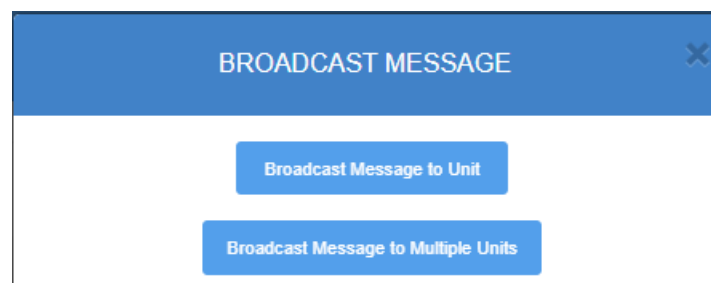 BROADCAST MESSAGE
Broadcast Message to Unit
Broadcast Message to Multiple Units